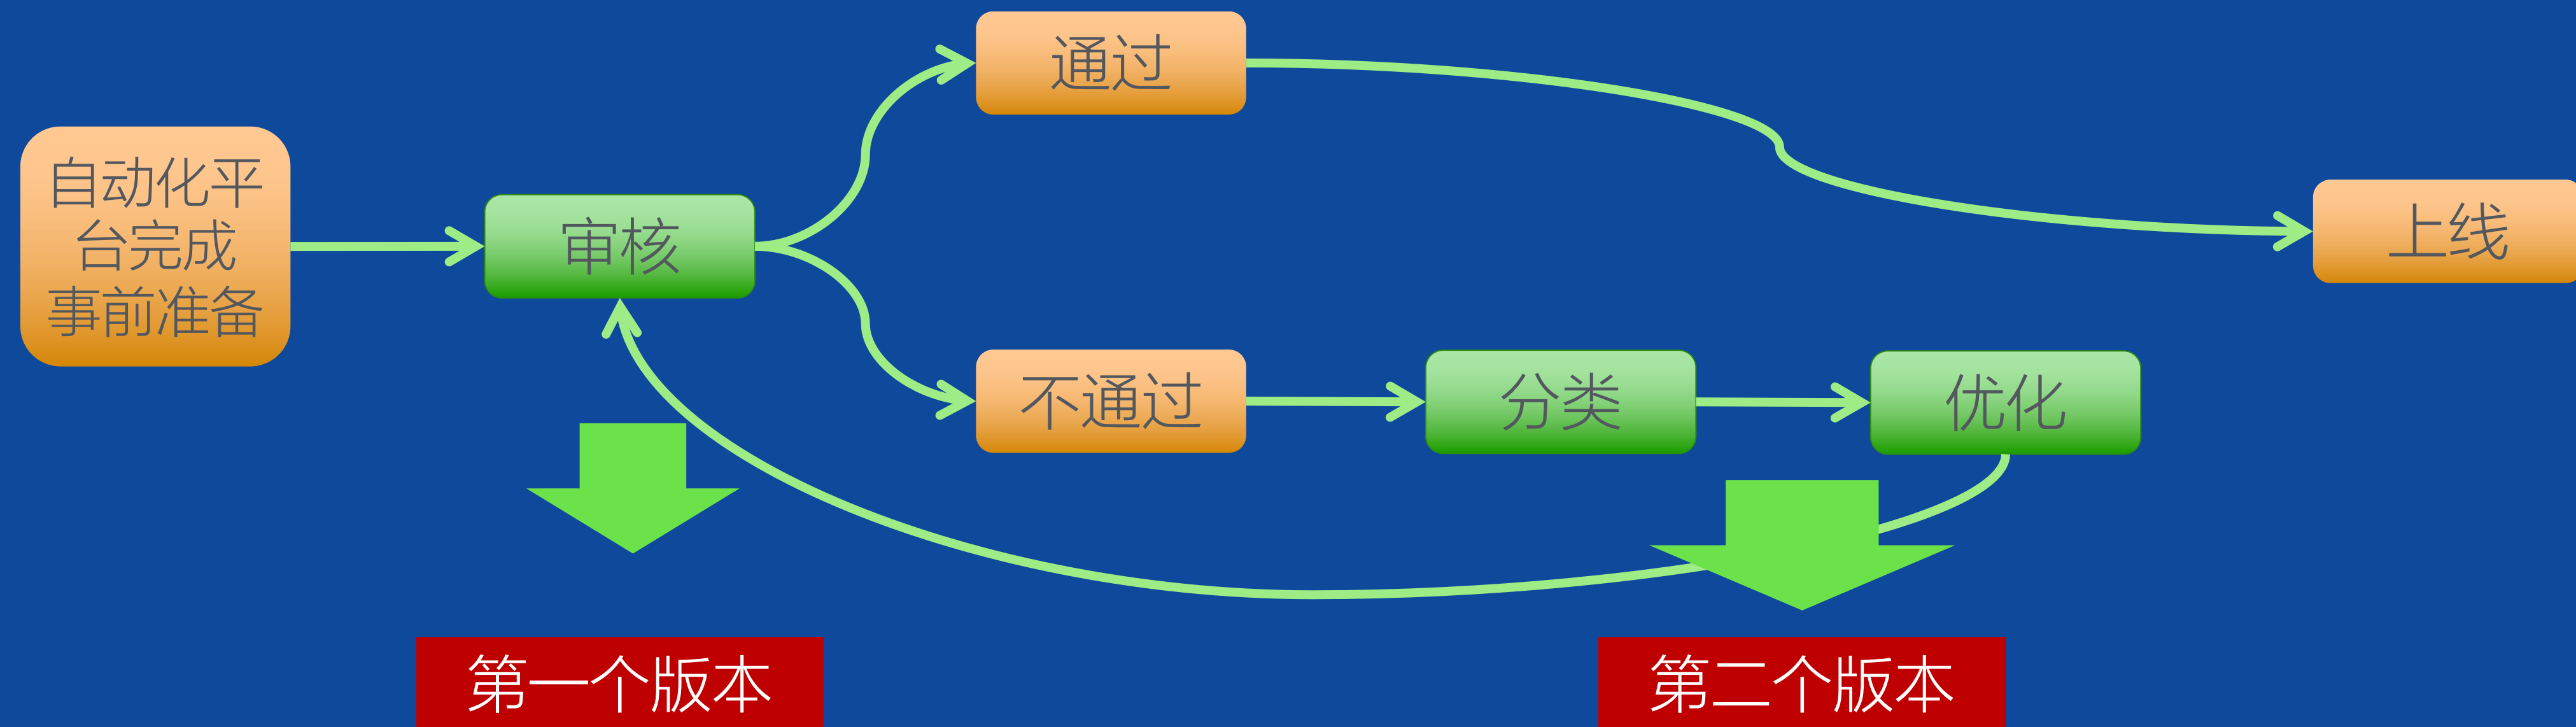 通过
自动化平
台完成
事前准备
审核
上线
不通过
分类
优化
第一个版本
第二个版本